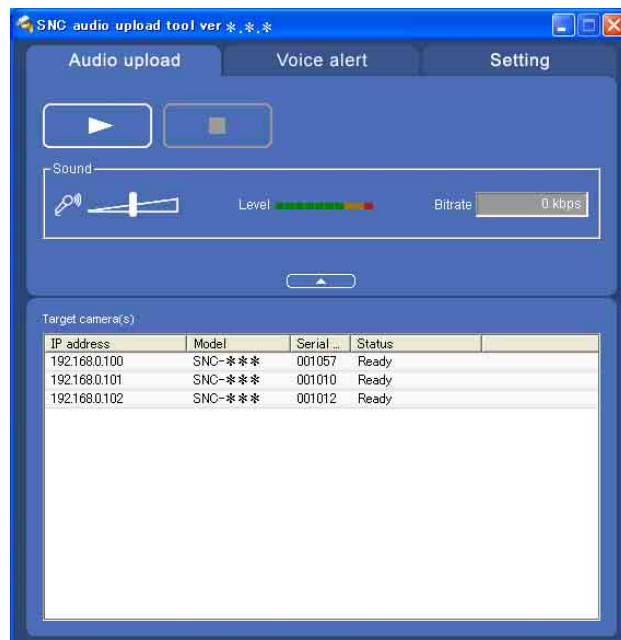 SNC audio upload tool ver *.*.*
Audio upload Voice alert Setting
Sound
Level Bitrate 0 kbps
Target camera(s)
IP address Model Serial ... Status
192.168.0.100 SNC-*** 001057 Ready
192.168.0.101 SNC-*** 001010 Ready
192.168.0.102 SNC-*** 001012 Ready